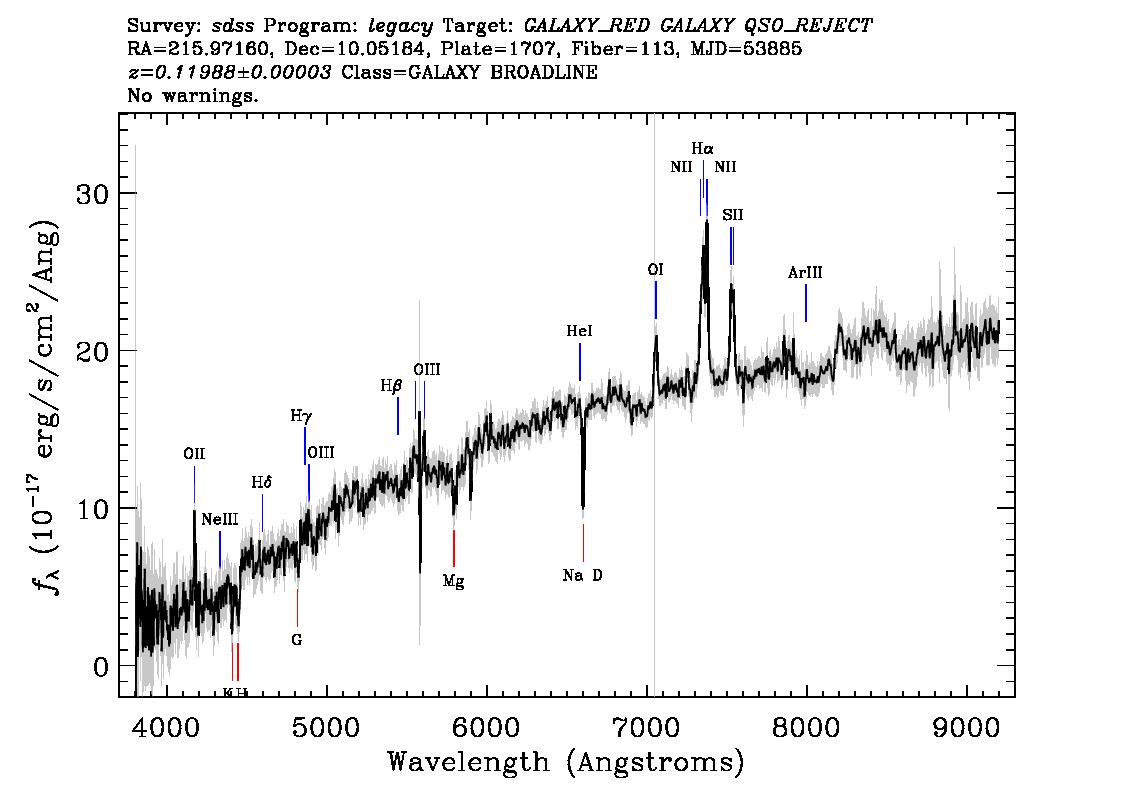 Survey: sdss Program: legacy Target: GALAXY_RED GALAXY QSO_REJECT
RA=215.97160, Dec=10.05184, Plate=1707, Fiber=113, MJD=53885
z=0.11988±0.00003 Class=GALAXY BROADLINE
No warnings.
Hα
NII NII
SII
OI
ArIII
HeI
OIII
Hβ
Hγ
OIII
OII
Hδ
NeIII
Mg
Na D
G
K H
30
20
10
0
f_λ (10^−17 erg/s/cm^2/Ang)
4000 5000 6000 7000 8000 9000
Wavelength (Angstroms)